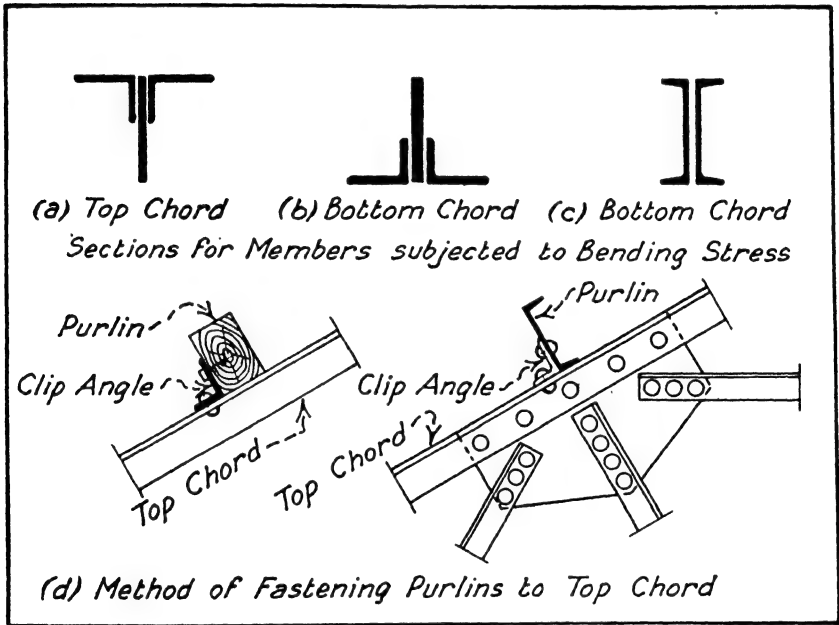 (a) Top Chord (b) Bottom Chord (c) Bottom Chord
Sections for Members subjected to Bending Stress
Purlin
Clip Angle
Top Chord
Purlin
Clip Angle
Top Chord
(d) Method of Fastening Purlins to Top Chord